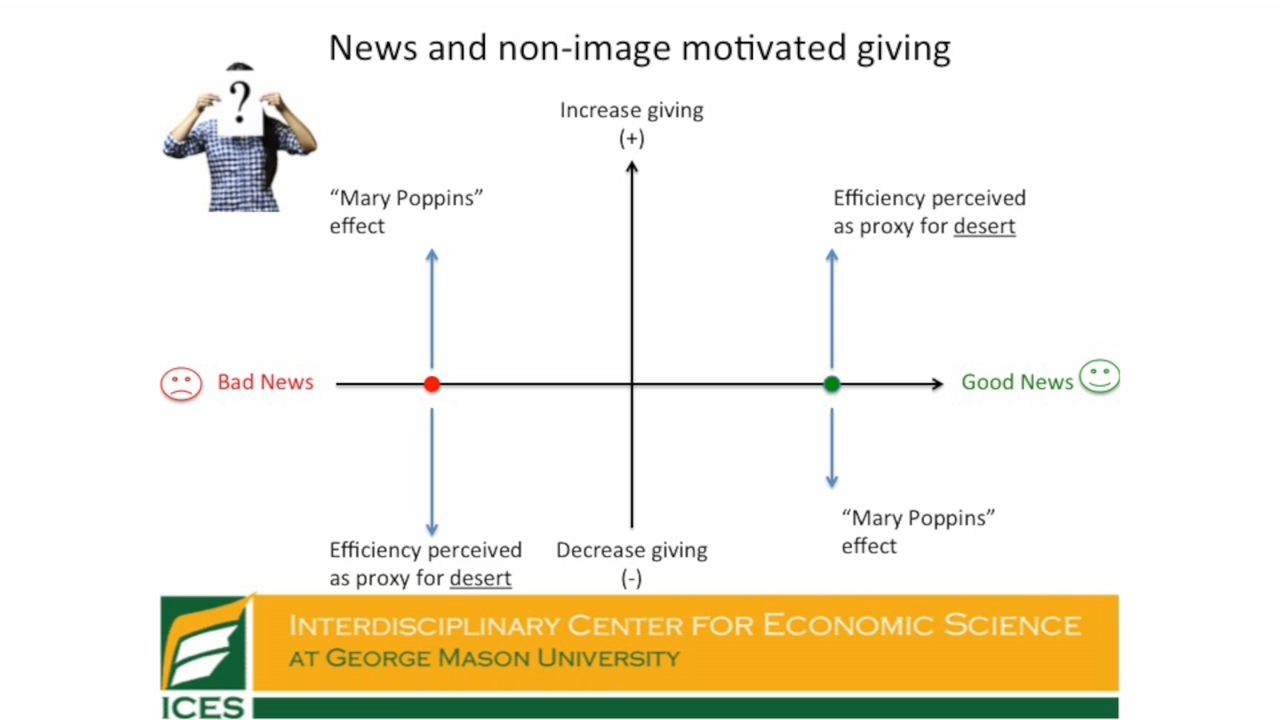 News and non-image motivated giving
?
Increase giving
(+)
“Mary Poppins”
effect
Efficiency perceived
as proxy for desert
Bad News
Good News
“Mary Poppins”
effect
Efficiency perceived
as proxy for desert
Decrease giving
(-)
INTERDISCIPLINARY CENTER FOR ECONOMIC SCIENCE
AT GEORGE MASON UNIVERSITY
ICES